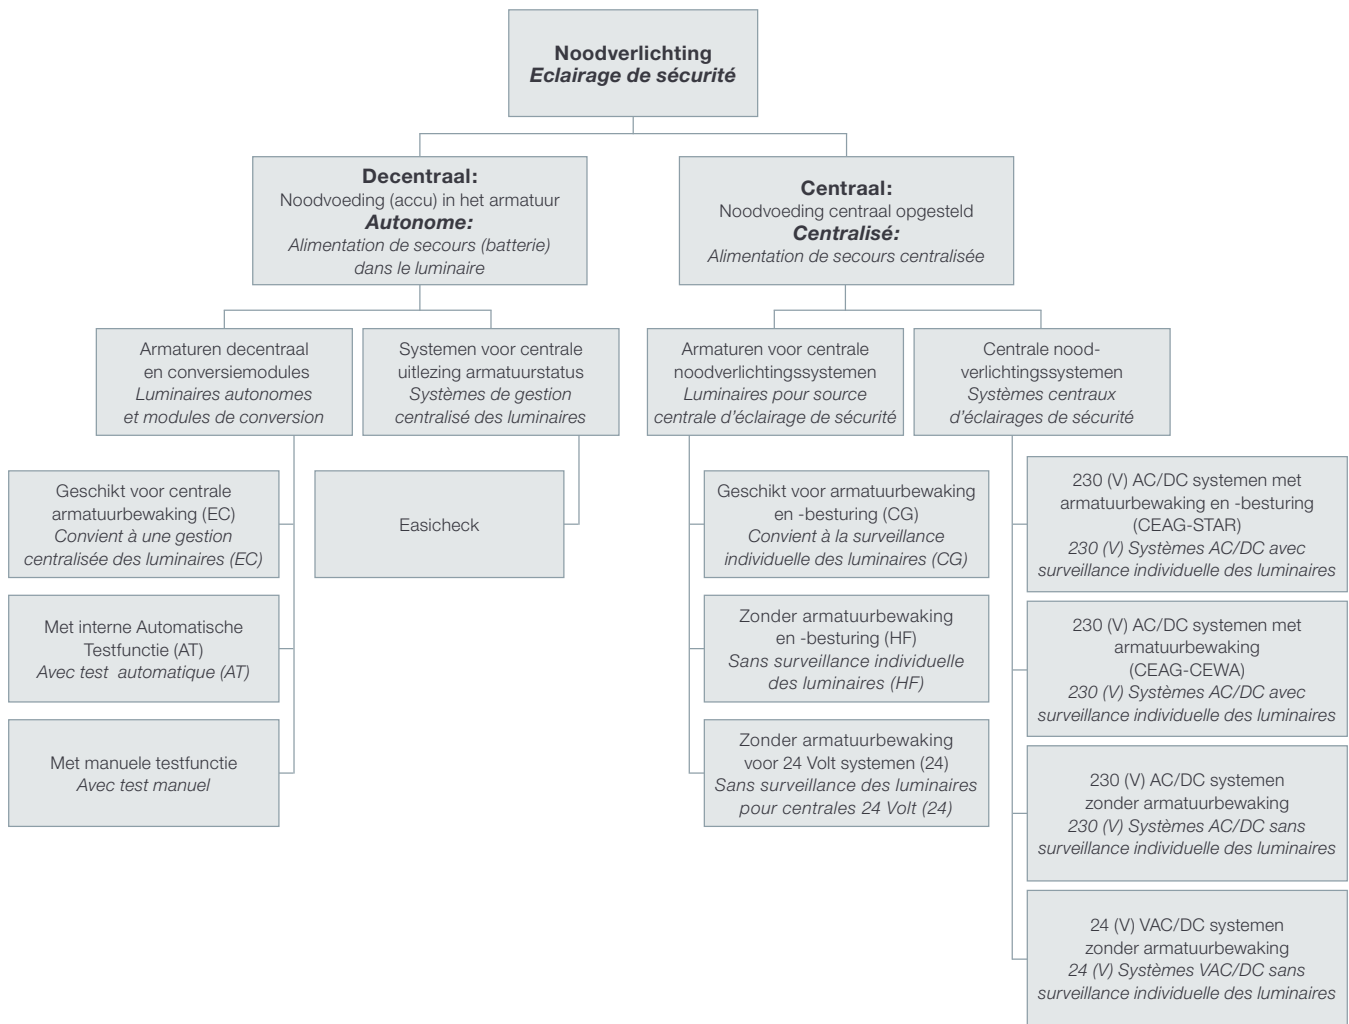 Noodverlichting
Eclairage de sécurité
Decentraal:
Noodvoeding (accu) in het armatuur
Autonome:
Alimentation de secours (batterie)
dans le luminaire
Centraal:
Noodvoeding centraal opgesteld
Centralisé:
Alimentation de secours centralisée
Armaturen decentraal
en conversiemodules
Luminaires autonomes
et modules de conversion
Systemen voor centrale
uitlezing armatuurstatus
Systèmes de gestion
centralisé des luminaires
Armaturen voor centrale
noodverlichtingssystemen
Luminaires pour source
centrale d'éclairage de sécurité
Centrale nood-
verlichtingssystemen
Systèmes centraux
d'éclairages de sécurité
Geschikt voor centrale
armatuurbewaking (EC)
Convient à une gestion
centralisée des luminaires (EC)
Met interne Automatische
Testfunctie (AT)
Avec test  automatique (AT)
Met manuele testfunctie
Avec test manuel
Easicheck
Geschikt voor armatuurbewaking
en -besturing (CG)
Convient à la surveillance
individuelle des luminaires (CG)
Zonder armatuurbewaking
en -besturing (HF)
Sans surveillance individuelle
des luminaires (HF)
Zonder armatuurbewaking
voor 24 Volt systemen (24)
Sans surveillance des luminaires
pour centrales 24 Volt (24)
230 (V) AC/DC systemen met
armatuurbewaking en -besturing
(CEAG-STAR)
230 (V) Systèmes AC/DC avec
surveillance individuelle des luminaires
230 (V) AC/DC systemen met
armatuurbewaking
(CEAG-CEWA)
230 (V) Systèmes AC/DC avec
surveillance individuelle des luminaires
230 (V) AC/DC systemen
zonder armatuurbewaking
230 (V) Systèmes AC/DC sans
surveillance individuelle des luminaires
24 (V) VAC/DC systemen
zonder armatuurbewaking
24 (V) Systèmes VAC/DC sans
surveillance individuelle des luminaires